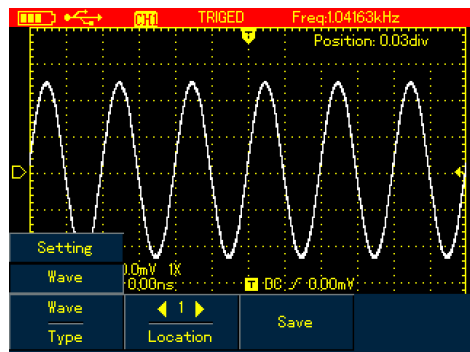 CH1 TRIGED Freq:1.04163kHz
T
Position: 0.03div
Setting
Wave
0.0mV 1X
0.00ns
T DC 0.00mV
Wave
Type
1
Location
Save